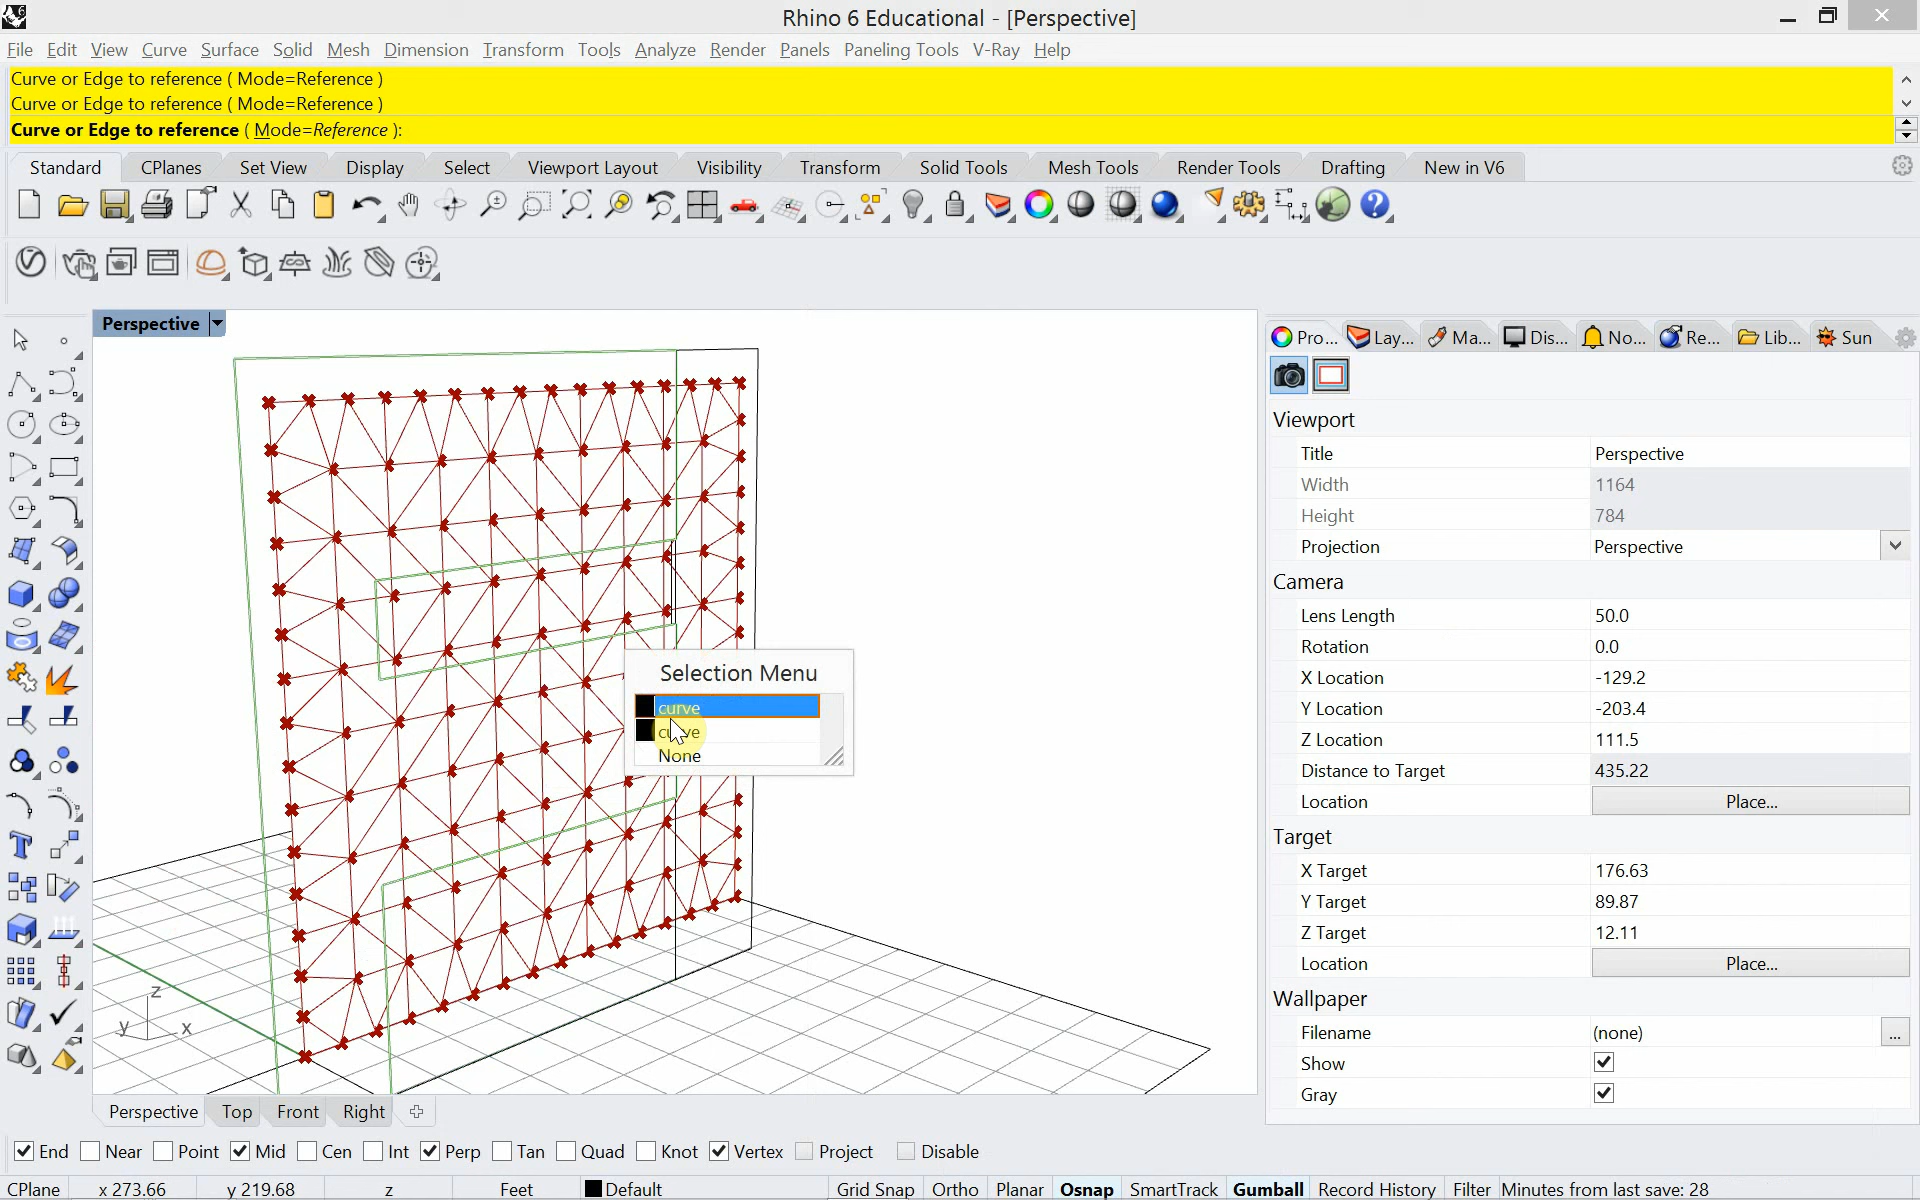 Rhino 6 Educational - [Perspective]
File Edit View Curve Surface Solid Mesh Dimension Transform Tools Analyze Render Panels Paneling Tools V-Ray Help
Curve or Edge to reference ( Mode=Reference )
Curve or Edge to reference ( Mode=Reference )
Curve or Edge to reference ( Mode=Reference ):
Standard CPlanes Set View Display Select Viewport Layout Visibility Transform Solid Tools Mesh Tools Render Tools Drafting New in V6
Perspective
Pro... Lay... Ma... Dis... No... Re... Lib... Sun
Viewport
Title Perspective
Width 1164
Height 784
Projection Perspective
Camera
Lens Length 50.0
Rotation 0.0
X Location -129.2
Y Location -203.4
Z Location 111.5
Distance to Target 435.22
Location Place...
Target
X Target 176.63
Y Target 89.87
Z Target 12.11
Location Place...
Wallpaper
Filename (none) ...
Show
Gray
Selection Menu
curve
curve
None
z
y x
Perspective Top Front Right
End Near Point Mid Cen Int Perp Tan Quad Knot Vertex Project Disable
CPlane x 273.66 y 219.68 z Feet Default Grid Snap Ortho Planar Osnap SmartTrack Gumball Record History Filter Minutes from last save: 28